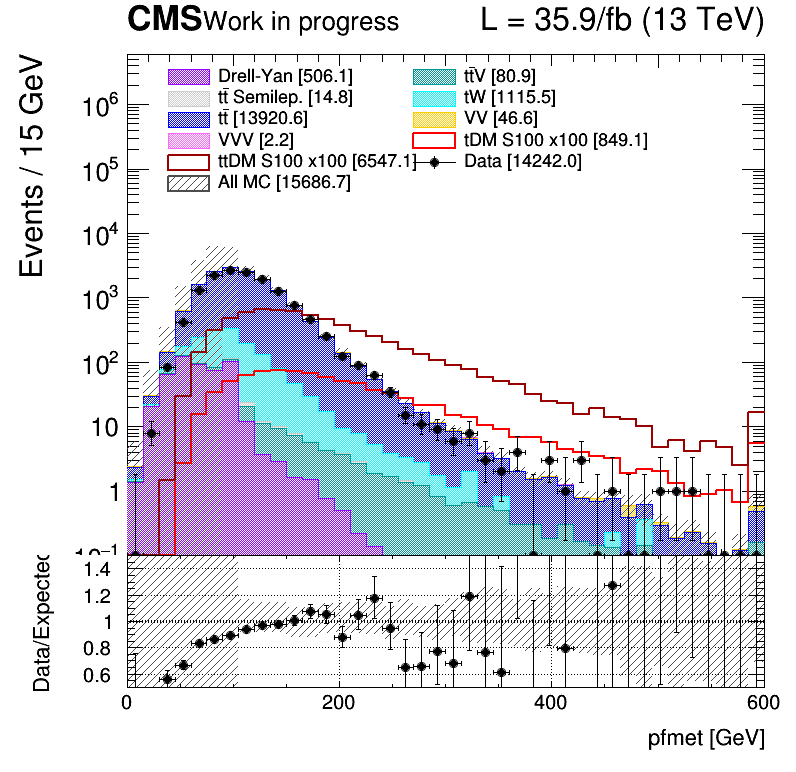 CMS Work in progress L = 35.9/fb (13 TeV)
Events / 15 GeV
Drell-Yan [506.1] tt̄V [80.9]
tt̄ Semilep. [14.8] tW [1115.5]
tt̄ [13920.6] VV [46.6]
VVV [2.2] tDM S100 x100 [849.1]
ttDM S100 x100 [6547.1] Data [14242.0]
All MC [15686.7]
10⁶
10⁵
10⁴
10³
10²
10
1
10⁻¹
Data/Expected
1.4
1.2
1
0.8
0.6
0 200 400 600
pfmet [GeV]